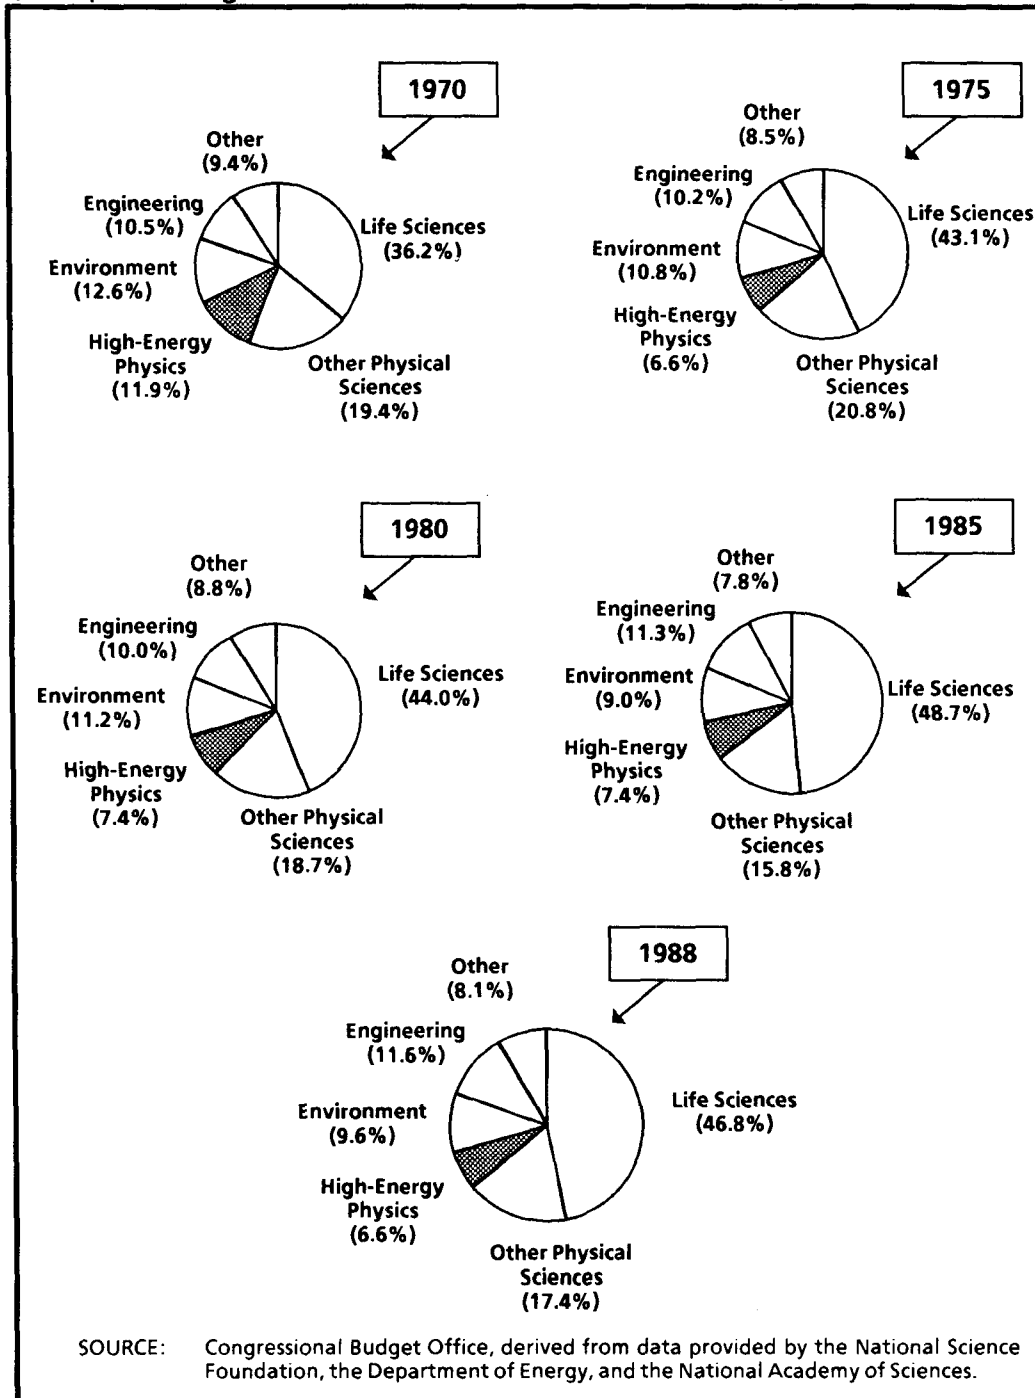 1970
Other
(9.4%)
Engineering
(10.5%)
Life Sciences
(36.2%)
Environment
(12.6%)
High-Energy
Physics
(11.9%)
Other Physical
Sciences
(19.4%)
1975
Other
(8.5%)
Engineering
(10.2%)
Life Sciences
(43.1%)
Environment
(10.8%)
High-Energy
Physics
(6.6%)
Other Physical
Sciences
(20.8%)
1980
Other
(8.8%)
Engineering
(10.0%)
Life Sciences
(44.0%)
Environment
(11.2%)
High-Energy
Physics
(7.4%)
Other Physical
Sciences
(18.7%)
1985
Other
(7.8%)
Engineering
(11.3%)
Environment
(9.0%)
Life Sciences
(48.7%)
High-Energy
Physics
(7.4%)
Other Physical
Sciences
(15.8%)
1988
Other
(8.1%)
Engineering
(11.6%)
Life Sciences
(46.8%)
Environment
(9.6%)
High-Energy
Physics
(6.6%)
Other Physical
Sciences
(17.4%)
SOURCE: Congressional Budget Office, derived from data provided by the National Science
Foundation, the Department of Energy, and the National Academy of Sciences.